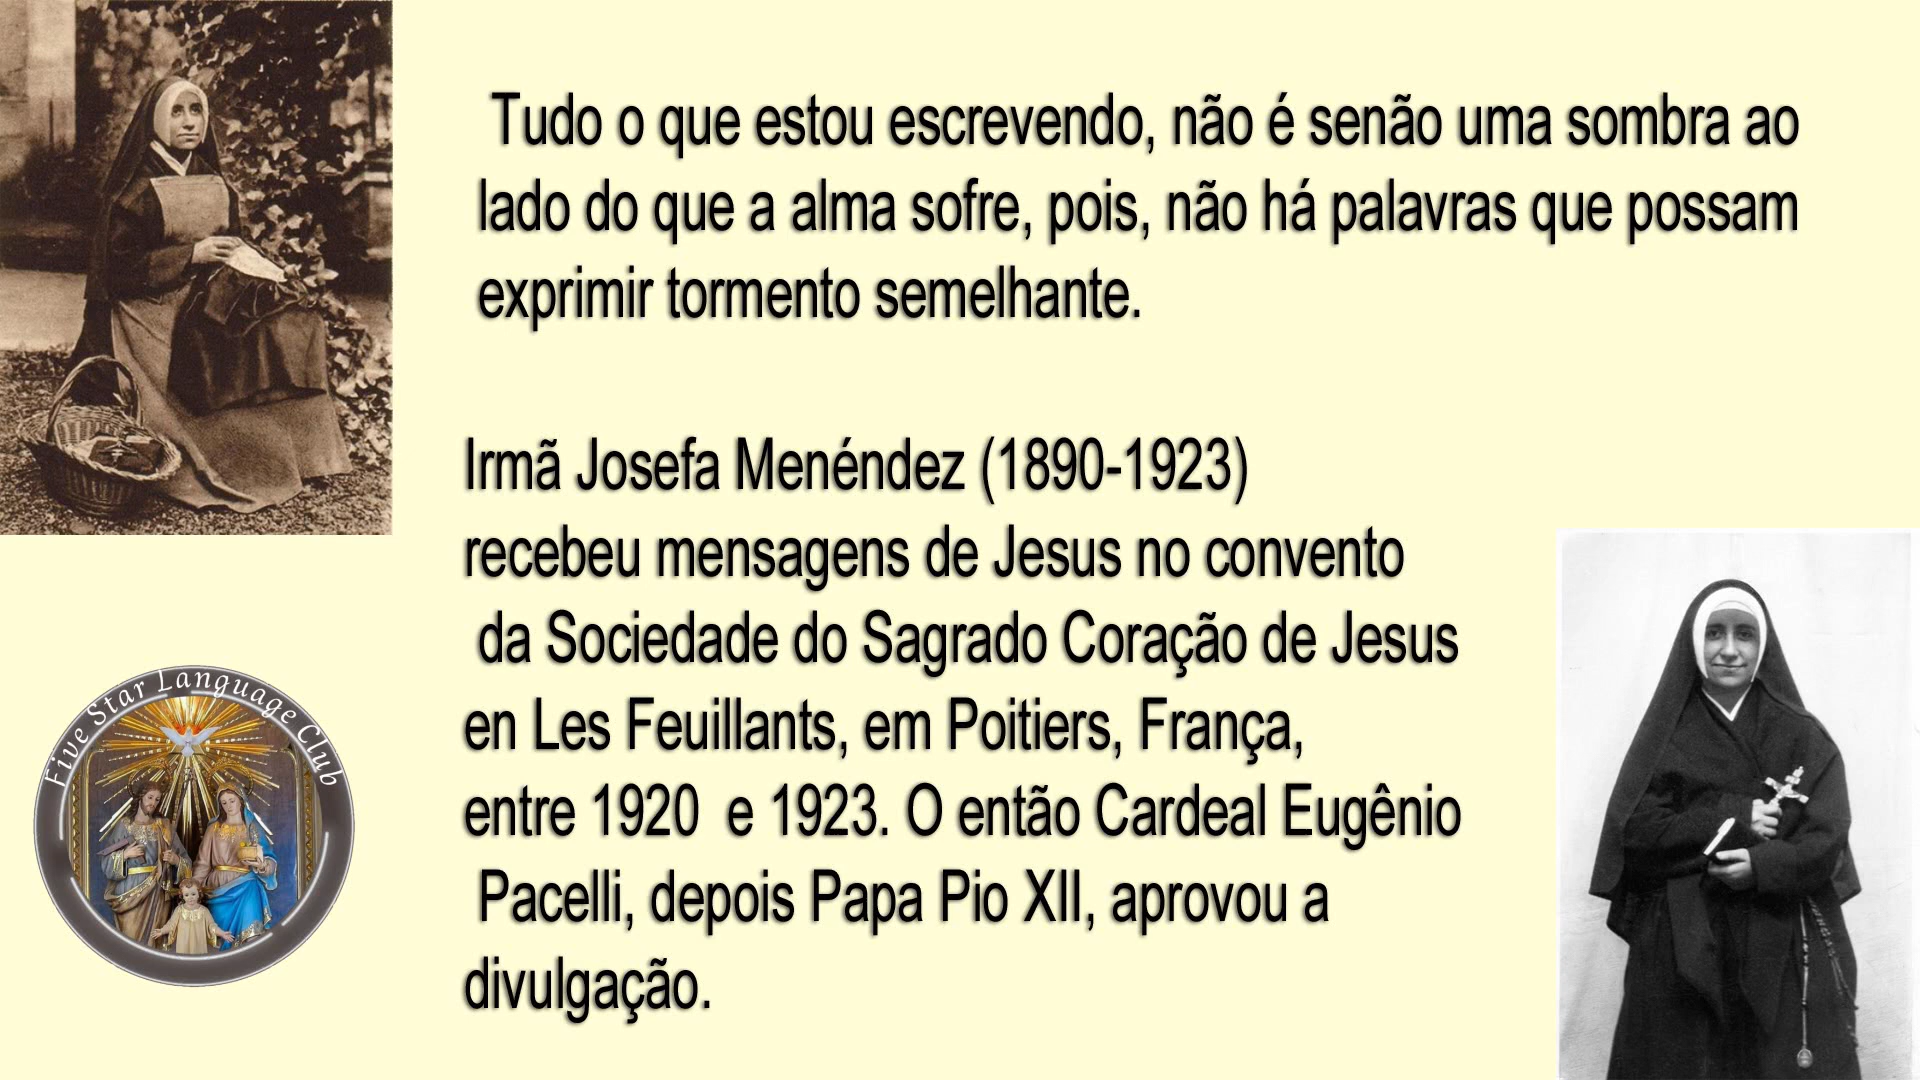 Tudo o que estou escrevendo, não é senão uma sombra ao
lado do que a alma sofre, pois, não há palavras que possam
exprimir tormento semelhante.
Irmã Josefa Menéndez (1890-1923)
recebeu mensagens de Jesus no convento
da Sociedade do Sagrado Coração de Jesus
en Les Feuillants, em Poitiers, França,
entre 1920 e 1923. O então Cardeal Eugênio
Pacelli, depois Papa Pio XII, aprovou a
divulgação.
Five Star Language Club